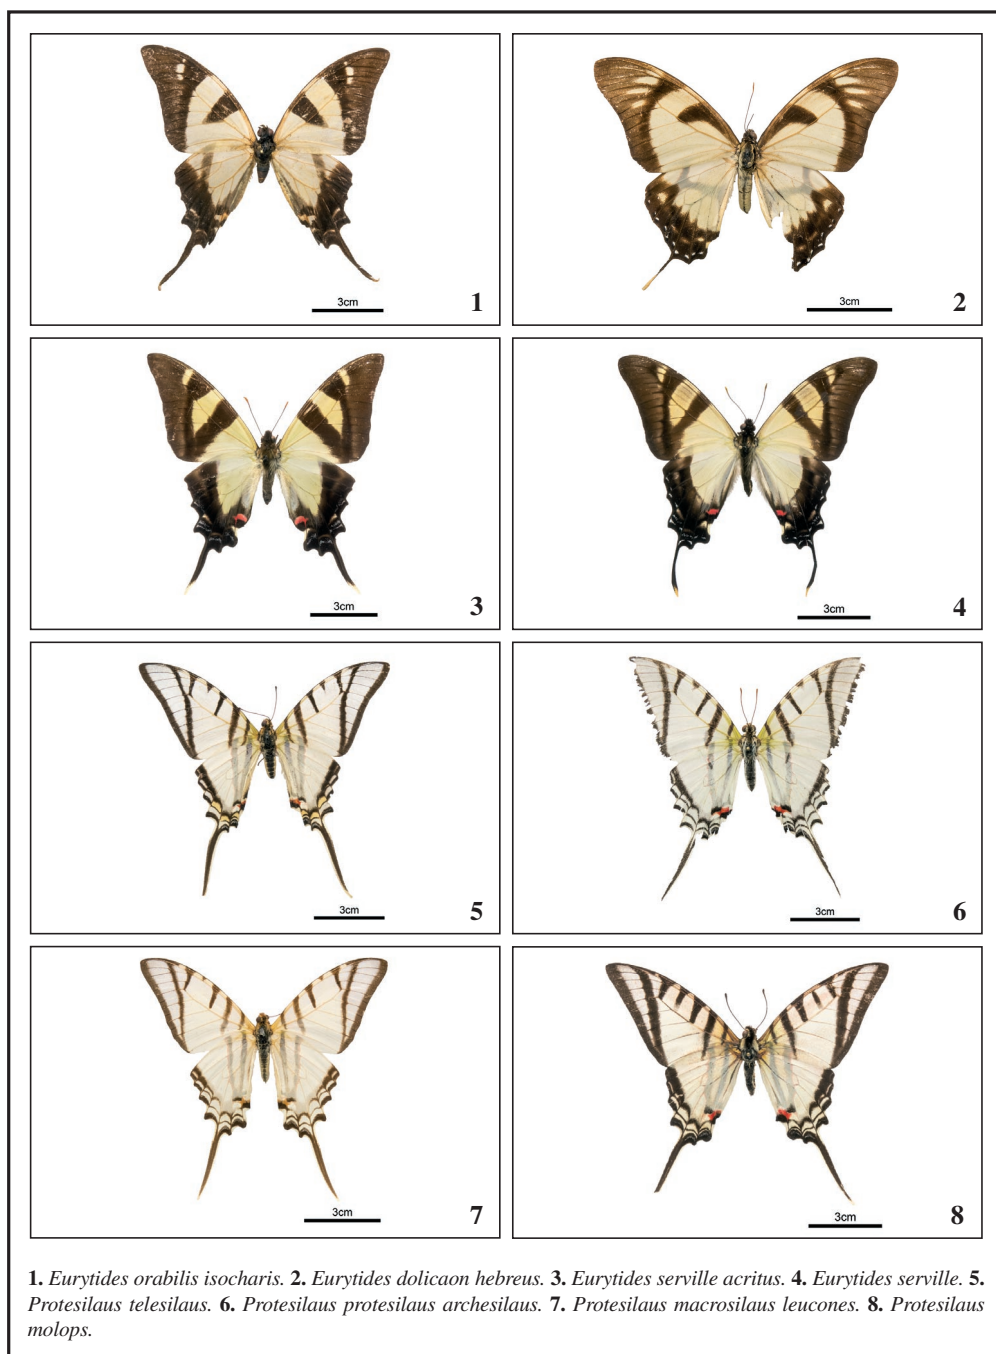 3cm
1
3cm
2
3cm
3
3cm
4
3cm
5
3cm
6
3cm
7
3cm
8
1. Eurytides orabilis isocharis. 2. Eurytides dolicaon hebreus. 3. Eurytides serville acritus. 4. Eurytides serville. 5.
Protesilaus telesilaus. 6. Protesilaus protesilaus archesilaus. 7. Protesilaus macrosilaus leucones. 8. Protesilaus
molops.